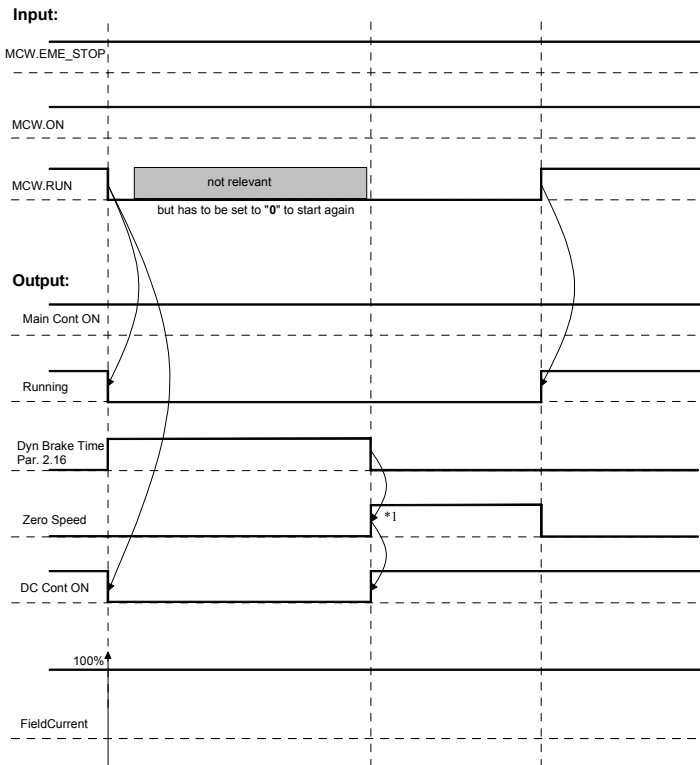 Input:
MCW.EME_STOP
MCW.ON
MCW.RUN
not relevant
but has to be set to "0" to start again
Output:
Main Cont ON
Running
Dyn Brake Time
Par. 2.16
Zero Speed
*1
DC Cont ON
100%
FieldCurrent